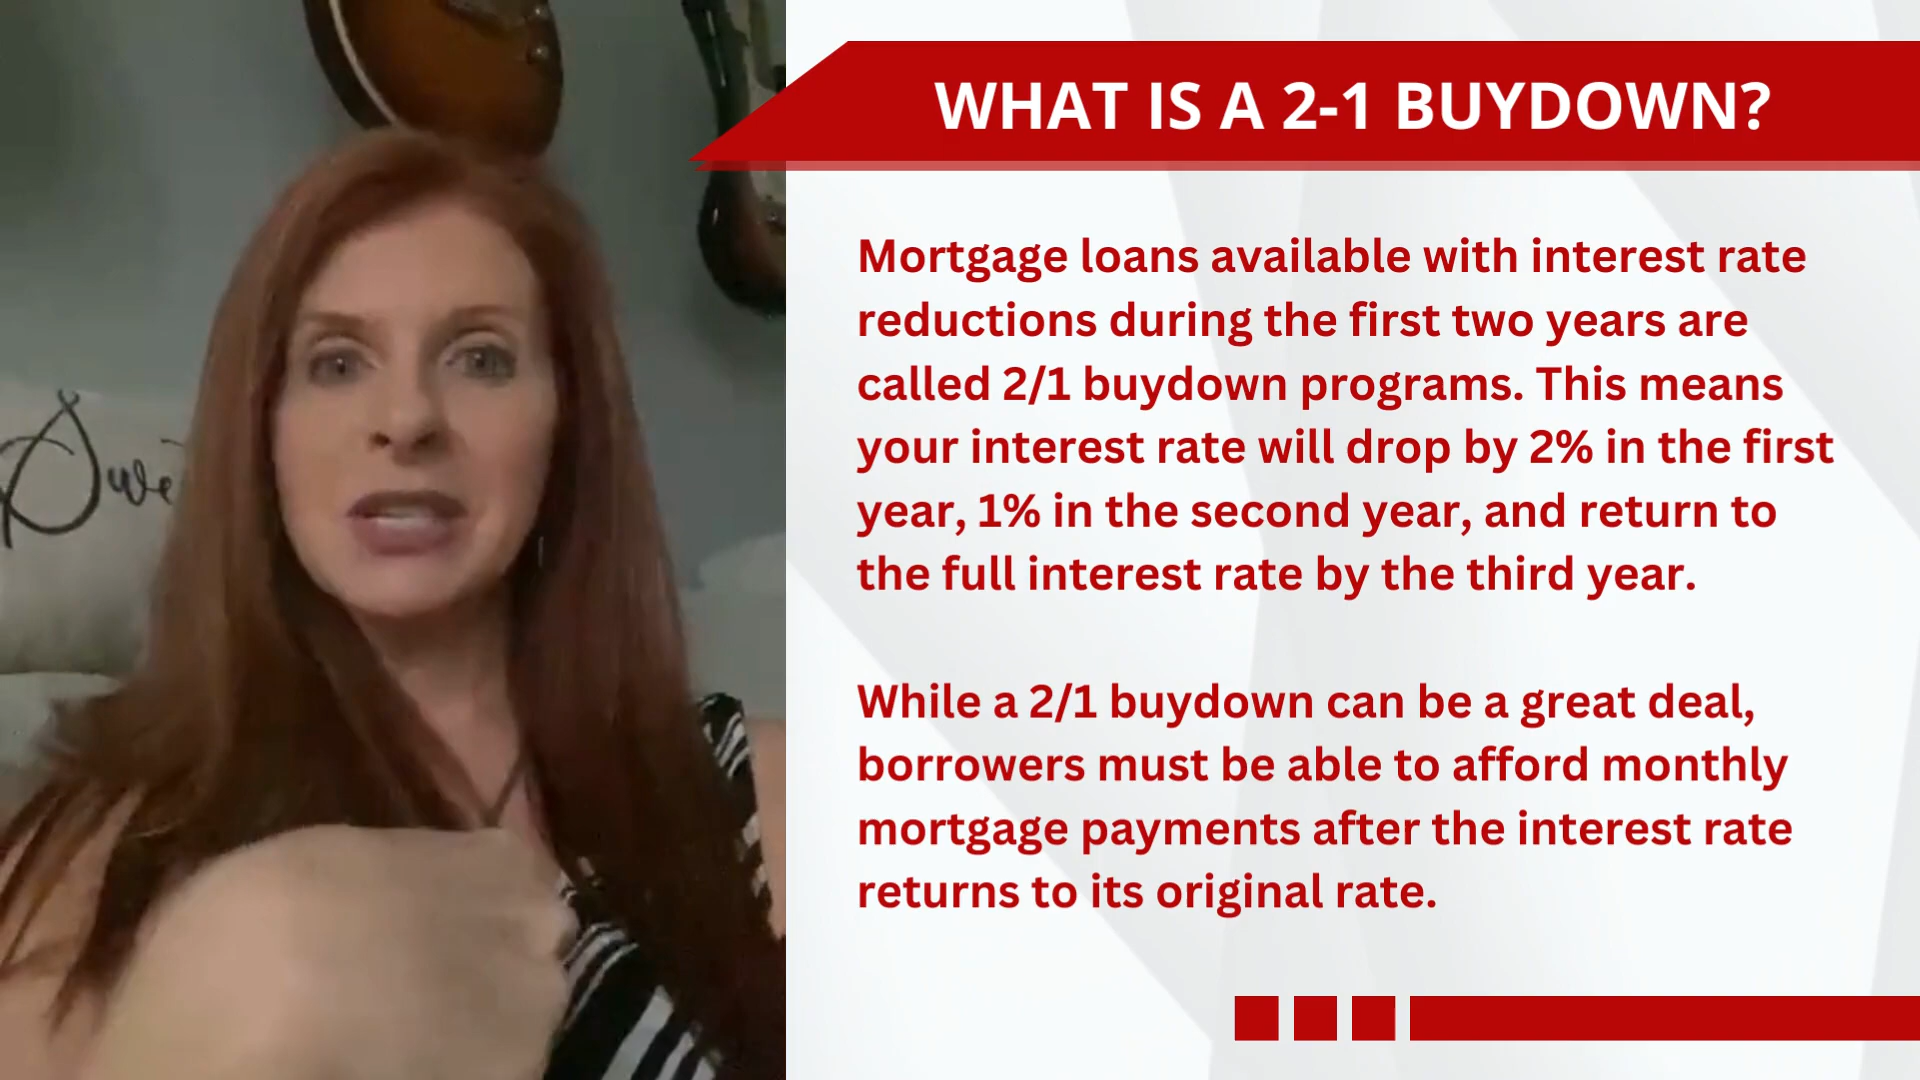 WHAT IS A 2-1 BUYDOWN?
Mortgage loans available with interest rate
reductions during the first two years are
called 2/1 buydown programs. This means
your interest rate will drop by 2% in the first
year, 1% in the second year, and return to
the full interest rate by the third year.
While a 2/1 buydown can be a great deal,
borrowers must be able to afford monthly
mortgage payments after the interest rate
returns to its original rate.